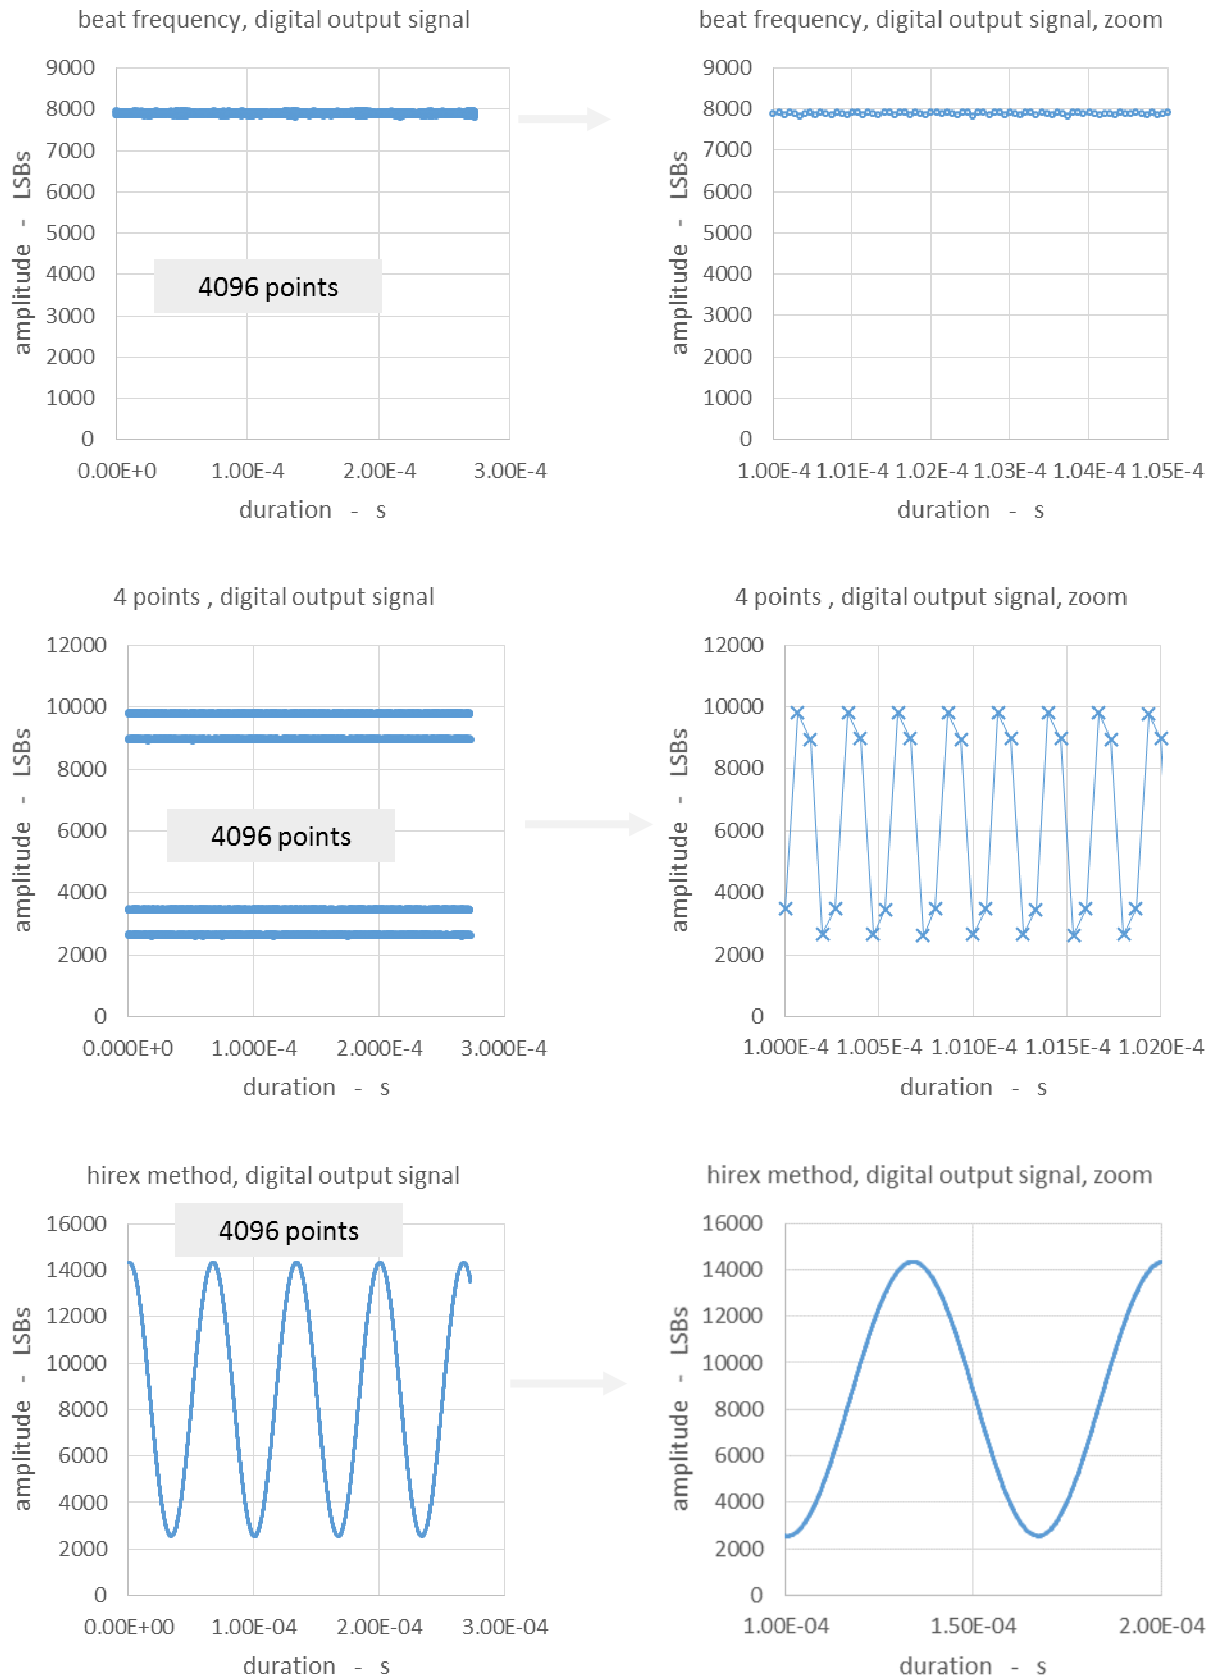 beat frequency, digital output signal
9000
8000
7000
6000
5000
4000
3000
2000
1000
0
amplitude - LSBs
4096 points
0.00E+0 1.00E-4 2.00E-4 3.00E-4
duration - s
beat frequency, digital output signal, zoom
9000
8000
7000
6000
5000
4000
3000
2000
1000
0
amplitude - LSBs
1.00E-4 1.01E-4 1.02E-4 1.03E-4 1.04E-4 1.05E-4
duration - s
4 points , digital output signal
12000
10000
8000
6000
4000
2000
0
amplitude - LSBs
4096 points
0.000E+0 1.000E-4 2.000E-4 3.000E-4
duration - s
4 points , digital output signal, zoom
12000
10000
8000
6000
4000
2000
0
amplitude - LSBs
1.000E-4 1.005E-4 1.010E-4 1.015E-4 1.020E-4
duration - s
hirex method, digital output signal
4096 points
16000
14000
12000
10000
8000
6000
4000
2000
0
amplitude - LSBs
0.00E+00 1.00E-04 2.00E-04 3.00E-04
duration - s
hirex method, digital output signal, zoom
16000
14000
12000
10000
8000
6000
4000
2000
0
amplitude - LSBs
1.00E-04 1.50E-04 2.00E-04
duration - s